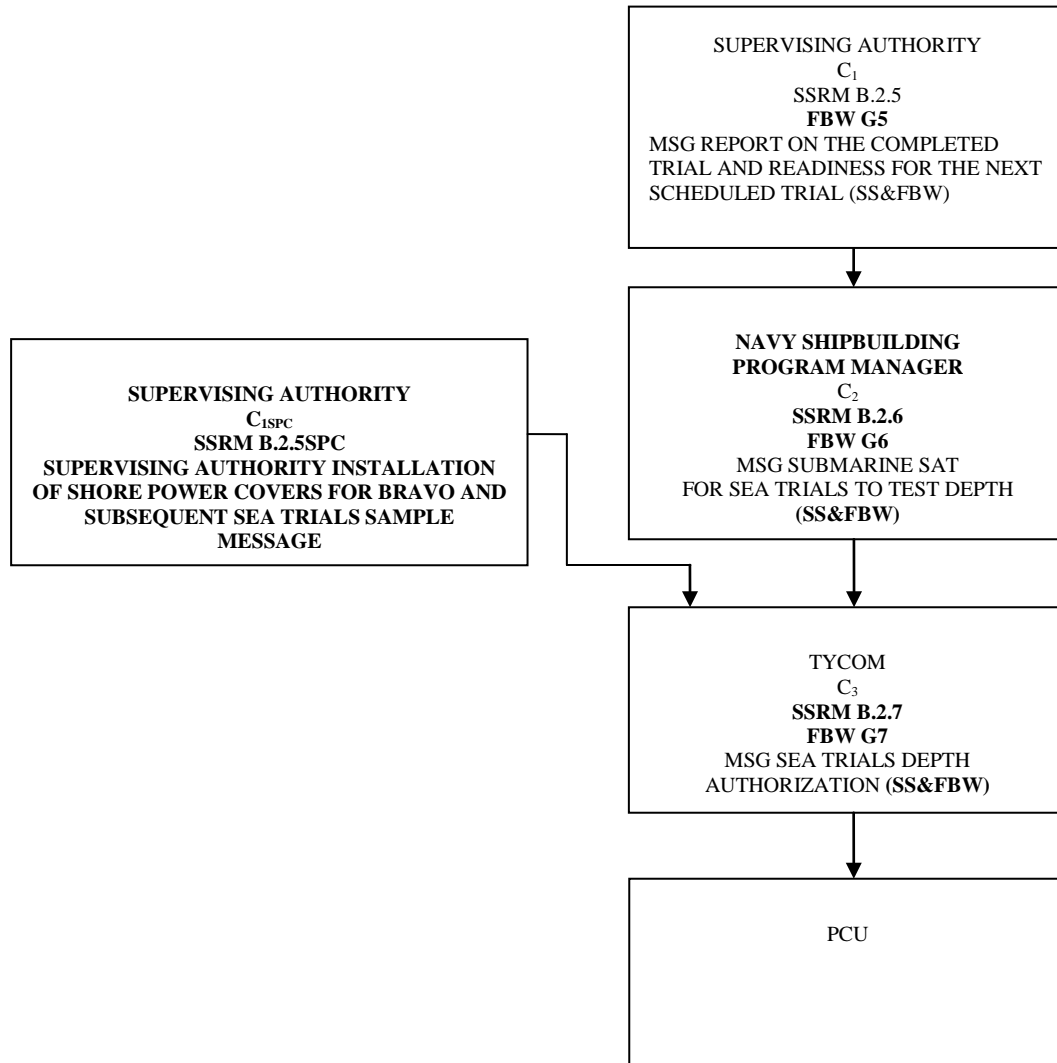 SUPERVISING AUTHORITY
C₁
SSRM B.2.5
FBW G5
MSG REPORT ON THE COMPLETED
TRIAL AND READINESS FOR THE NEXT
SCHEDULED TRIAL (SS&FBW)
NAVY SHIPBUILDING
PROGRAM MANAGER
C₂
SSRM B.2.6
FBW G6
MSG SUBMARINE SAT
FOR SEA TRIALS TO TEST DEPTH
(SS&FBW)
SUPERVISING AUTHORITY
C1SPC
SSRM B.2.5SPC
SUPERVISING AUTHORITY INSTALLATION
OF SHORE POWER COVERS FOR BRAVO AND
SUBSEQUENT SEA TRIALS SAMPLE
MESSAGE
TYCOM
C₃
SSRM B.2.7
FBW G7
MSG SEA TRIALS DEPTH
AUTHORIZATION (SS&FBW)
PCU